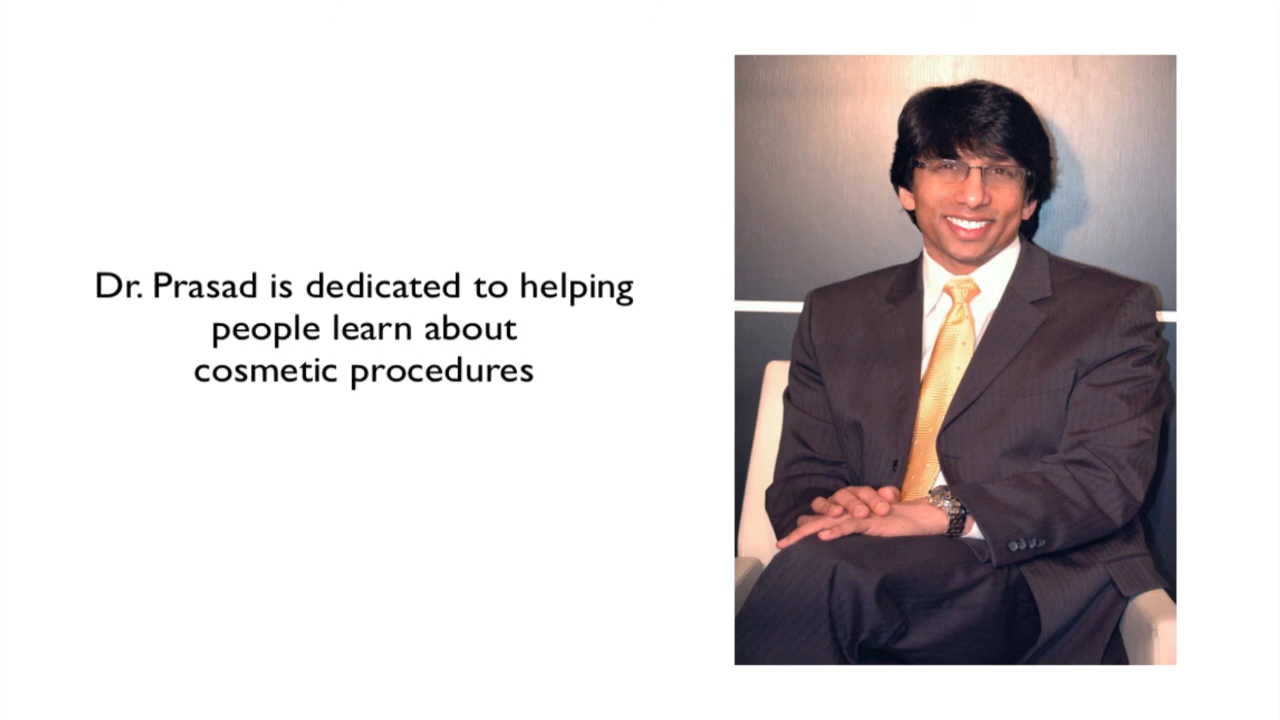 Dr. Prasad is dedicated to helping
people learn about
cosmetic procedures